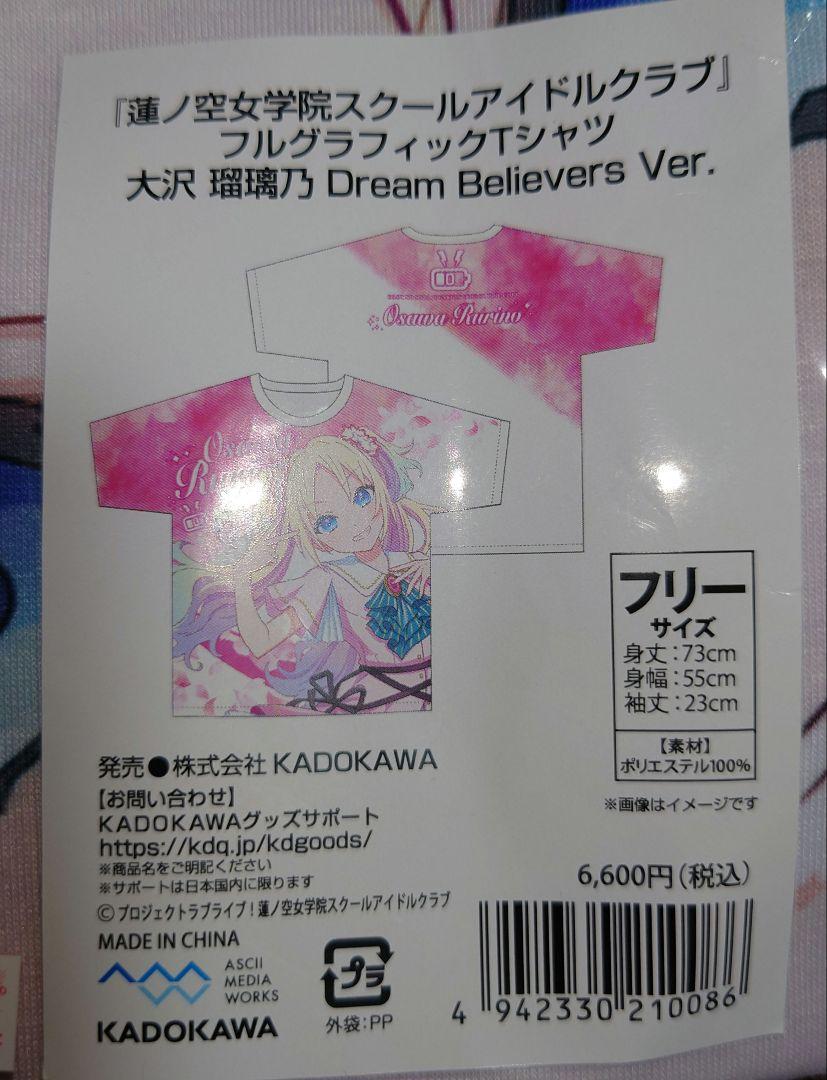 『蓮ノ空女学院スクールアイドルクラブ』
フルグラフィックTシャツ
大沢 瑠璃乃 Dream Believers Ver.
Osawa Rurino
Osawa
Rurino
フリー
サイズ
身丈:73cm
身幅:55cm
袖丈:23cm
【素材】
ポリエステル100%
※画像はイメージです
発売●株式会社 KADOKAWA
【お問い合わせ】
KADOKAWAグッズサポート
https://kdq.jp/kdgoods/
※商品名をご明記ください
※サポートは日本国内に限ります
©プロジェクトラブライブ!蓮ノ空女学院スクールアイドルクラブ
MADE IN CHINA
6,600円(税込)
ASCII
MEDIA
WORKS
KADOKAWA
プラ
外袋:PP
4 942330 210086